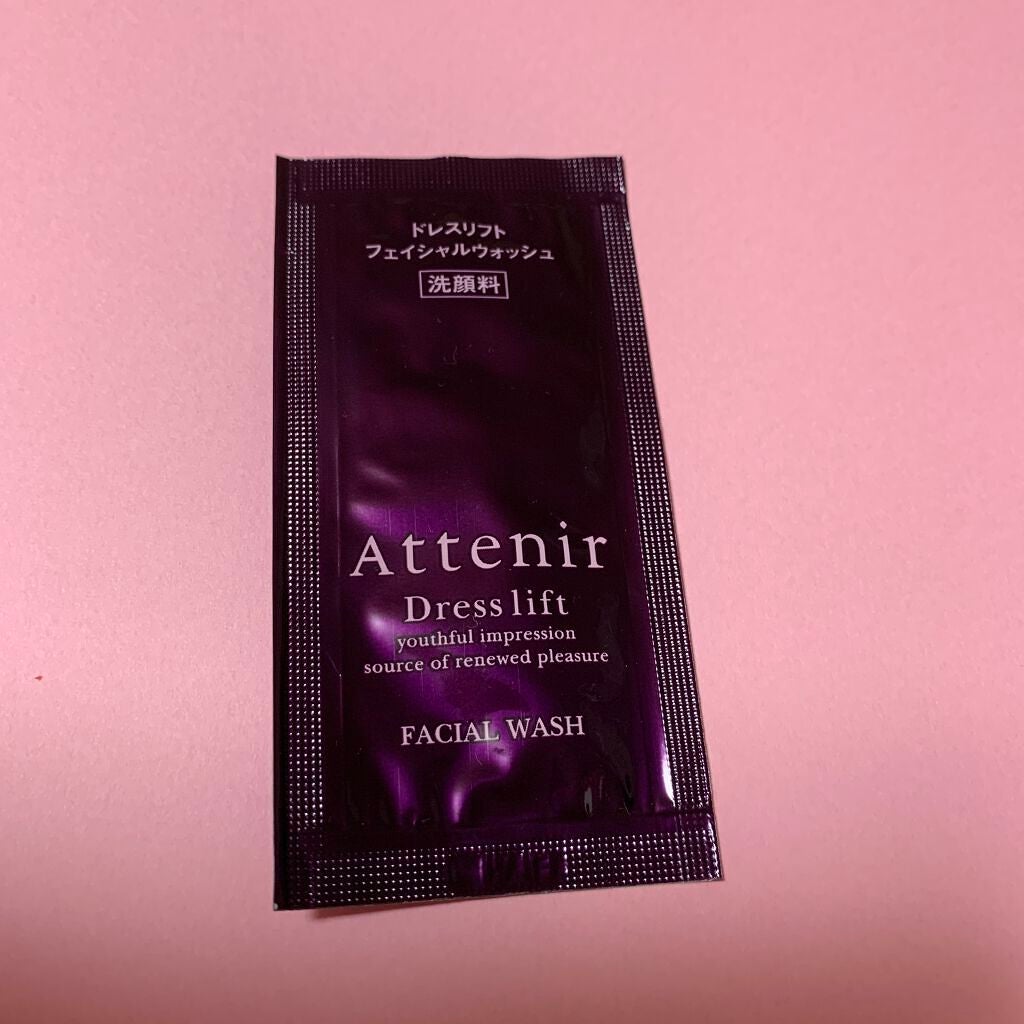 ドレスリフト
フェイシャルウォッシュ
洗顔料
Attenir
Dress lift
youthful impression
source of renewed pleasure
FACIAL WASH